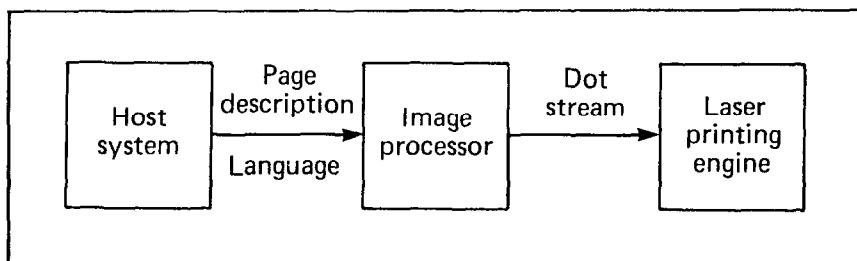 Host
system
Page
description
Language
Image
processor
Dot
stream
Laser
printing
engine